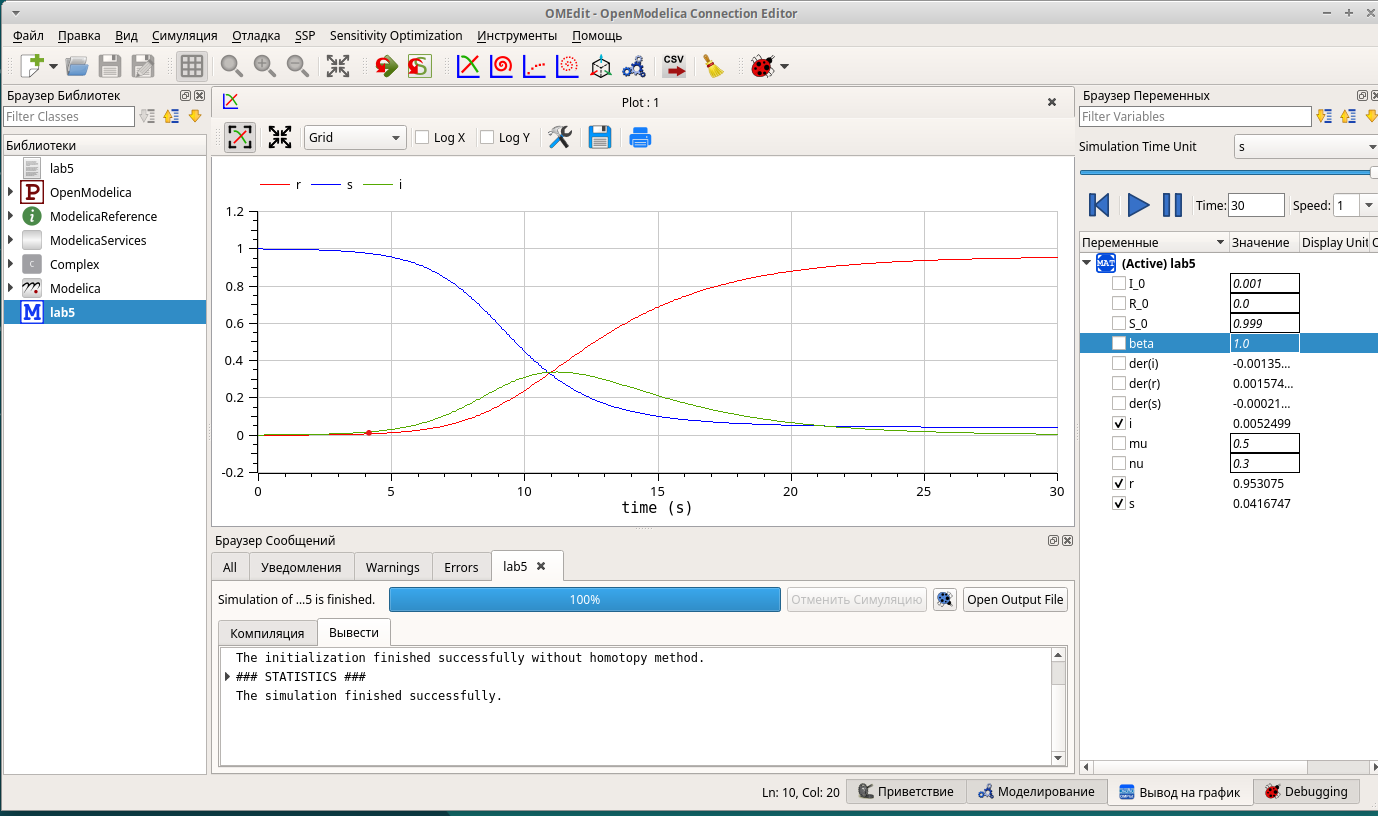 OMEdit - OpenModelica Connection Editor
Файл Правка Вид Симуляция Отладка SSP Sensitivity Optimization Инструменты Помощь
CSV
Браузер Библиотек
Filter Classes
Библиотеки
lab5
P OpenModelica
i ModelicaReference
ModelicaServices
C Complex
Modelica
M lab5
Plot : 1
Grid Log X Log Y
r s i
1.2
1
0.8
0.6
0.4
0.2
0
-0.2
0 5 10 15 20 25 30
time (s)
Браузер Сообщений
All Уведомления Warnings Errors lab5
Simulation of ...5 is finished. 100% Отменить Симуляцию Open Output File
Компиляция Вывести
The initialization finished successfully without homotopy method.
### STATISTICS ###
The simulation finished successfully.
Браузер Переменных
Filter Variables
Simulation Time Unit s
Time: 30 Speed: 1
Переменные Значение Display Unit
MAT (Active) lab5
I_0 0.001
R_0 0.0
S_0 0.999
beta 1.0
der(i) -0.00135...
der(r) 0.001574...
der(s) -0.00021...
i 0.0052499
mu 0.5
nu 0.3
r 0.953075
s 0.0416747
Ln: 10, Col: 20 Приветствие Моделирование Вывод на график Debugging